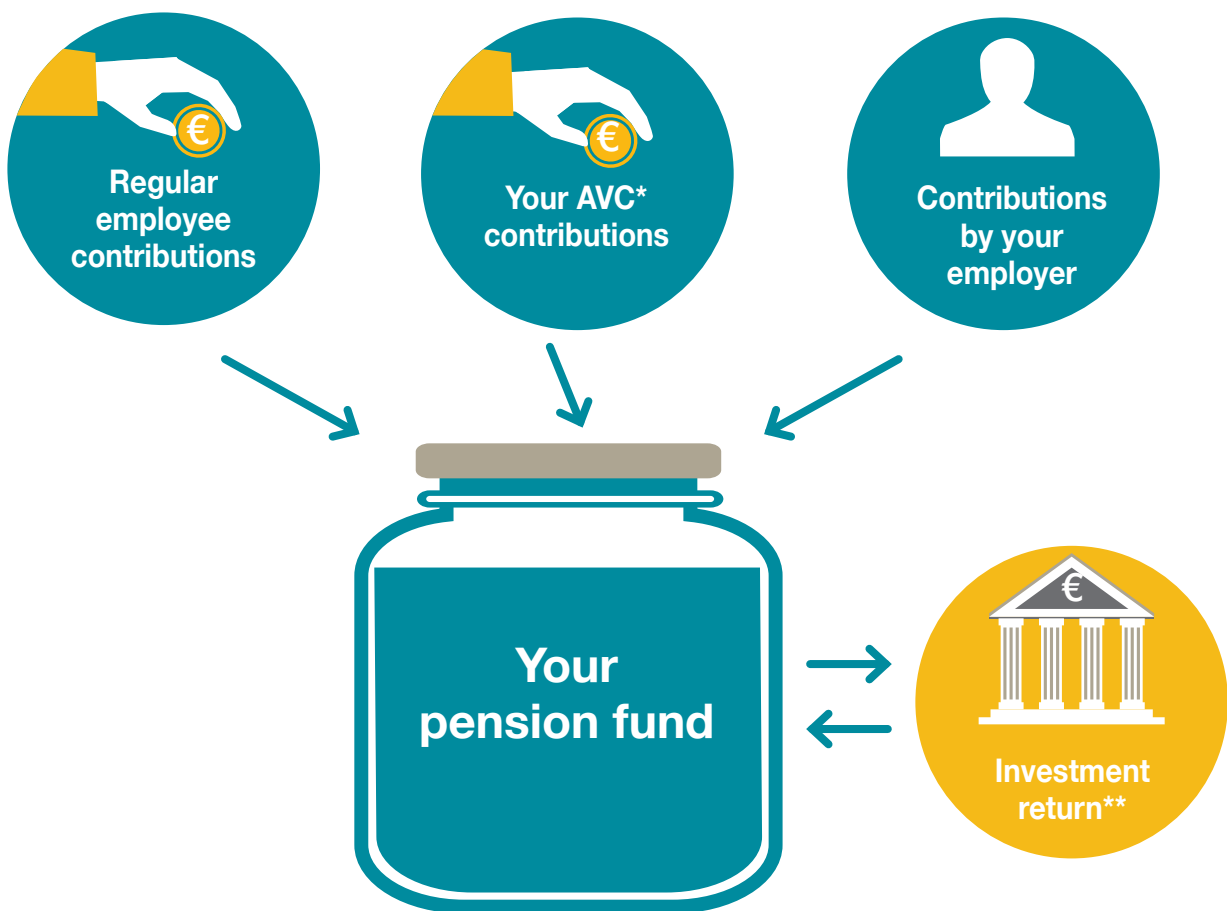 €
Regular
employee
contributions
€
Your AVC*
contributions
Contributions
by your
employer
Your
pension fund
€
Investment
return**